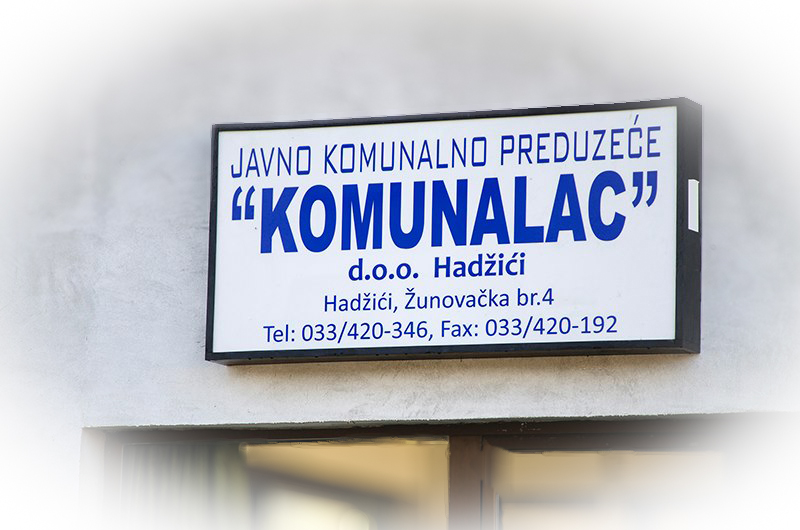 JAVNO KOMUNALNO PREDUZEĆE
“KOMUNALAC”
d.o.o. Hadžići
Hadžići, Žunovačka br.4
Tel: 033/420-346, Fax: 033/420-192